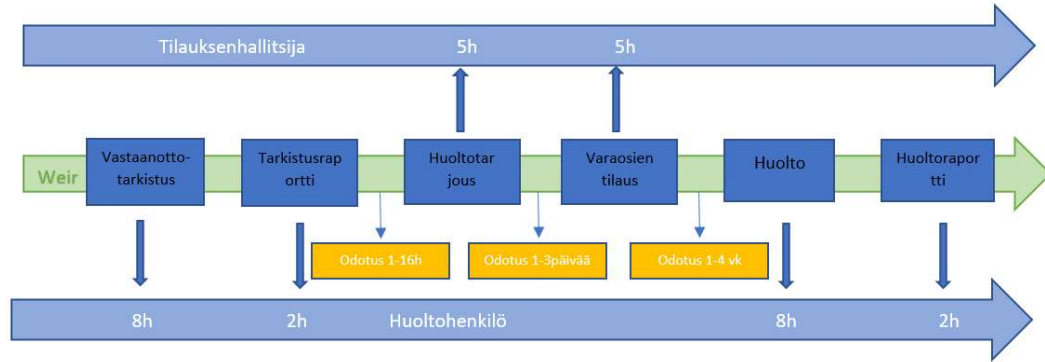 Tilauksenhallitsija 5h 5h
Weir
Vastaanotto-
tarkistus
Tarkistusrap
ortti
Huoltotar
jous
Varaosien
tilaus
Huolto
Huoltorapor
tti
Odotus 1-16h
Odotus 1-3päivää
Odotus 1-4 vk
8h 2h Huoltohenkilö 8h 2h